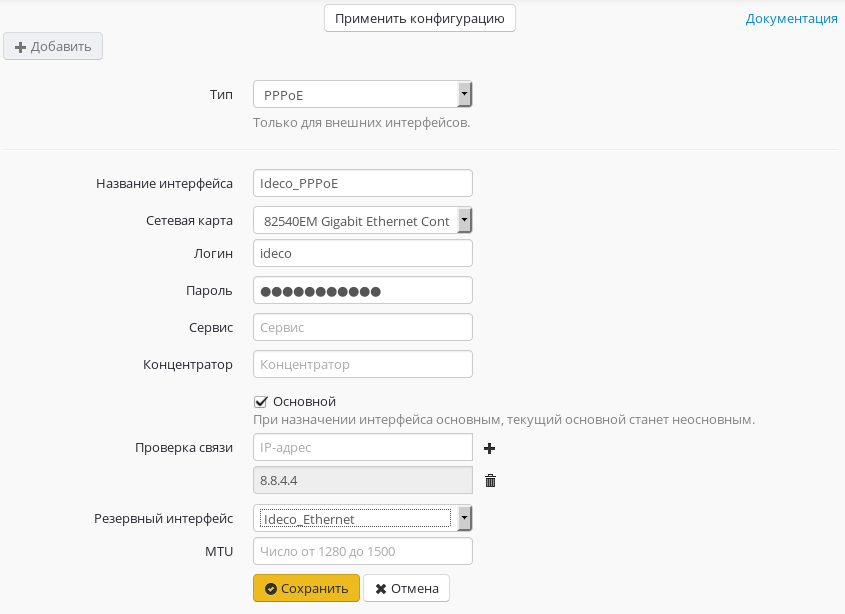 Применить конфигурацию
Документация
Добавить
Тип PPPoE
Только для внешних интерфейсов.
Название интерфейса Ideco_PPPoE
Сетевая карта 82540EM Gigabit Ethernet Cont
Логин ideco
Пароль ●●●●●●●●●●●
Сервис Сервис
Концентратор Концентратор
Основной
При назначении интерфейса основным, текущий основной станет неосновным.
Проверка связи IP-адрес
8.8.4.4
Резервный интерфейс Ideco_Ethernet
MTU Число от 1280 до 1500
Сохранить Отмена